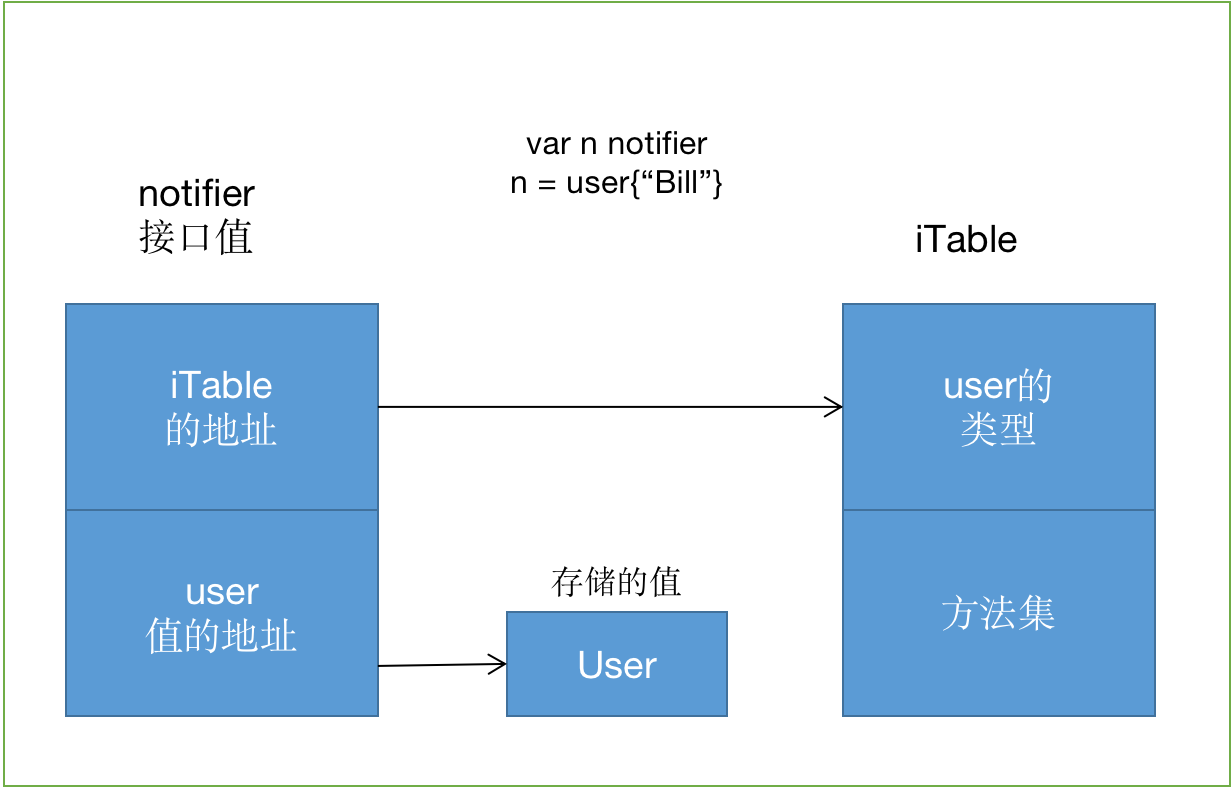 var n notifier
n = user{“Bill”}
notifier
接口值
iTable
iTable
的地址
user的
类型
user
值的地址
存储的值
User
方法集